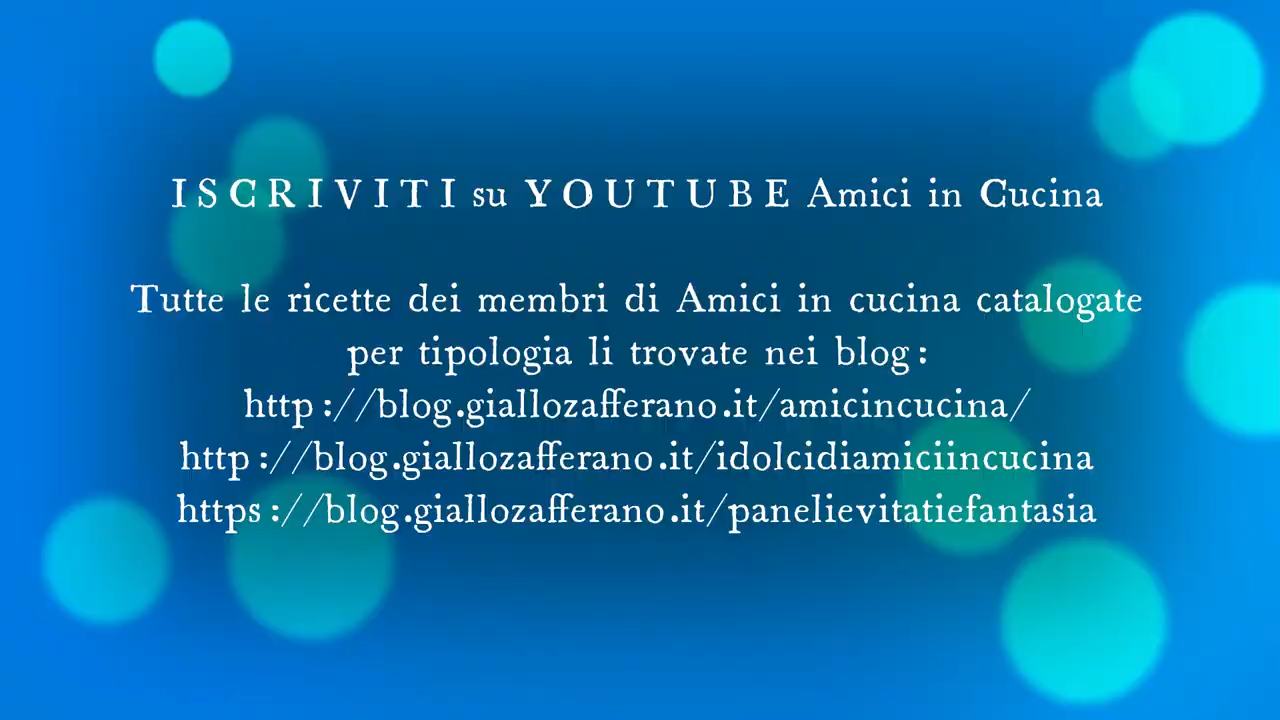 I S C R I V I T I su Y O U T U B E Amici in Cucina
Tutte le ricette dei membri di Amici in cucina catalogate
per tipologia li trovate nei blog:
http://blog.giallozafferano.it/amicincucina/
http://blog.giallozafferano.it/idolcidiamiciincucina
https://blog.giallozafferano.it/panelievitatiefantasia